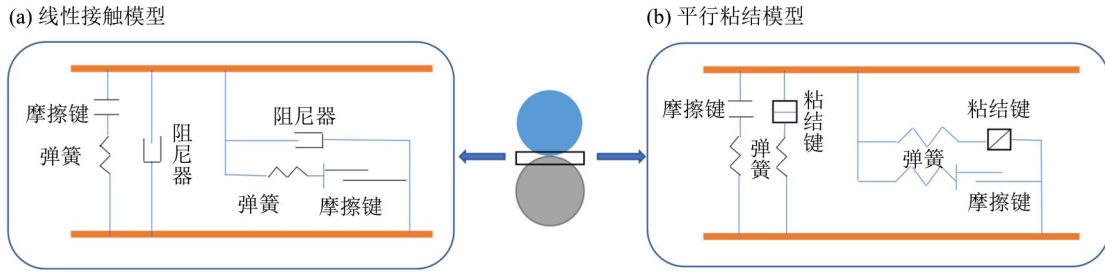 (a) 线性接触模型
摩擦键
弹簧
阻尼器
阻尼器
弹簧
摩擦键
(b) 平行粘结模型
摩擦键
粘结键
弹簧
粘结键
弹簧
摩擦键